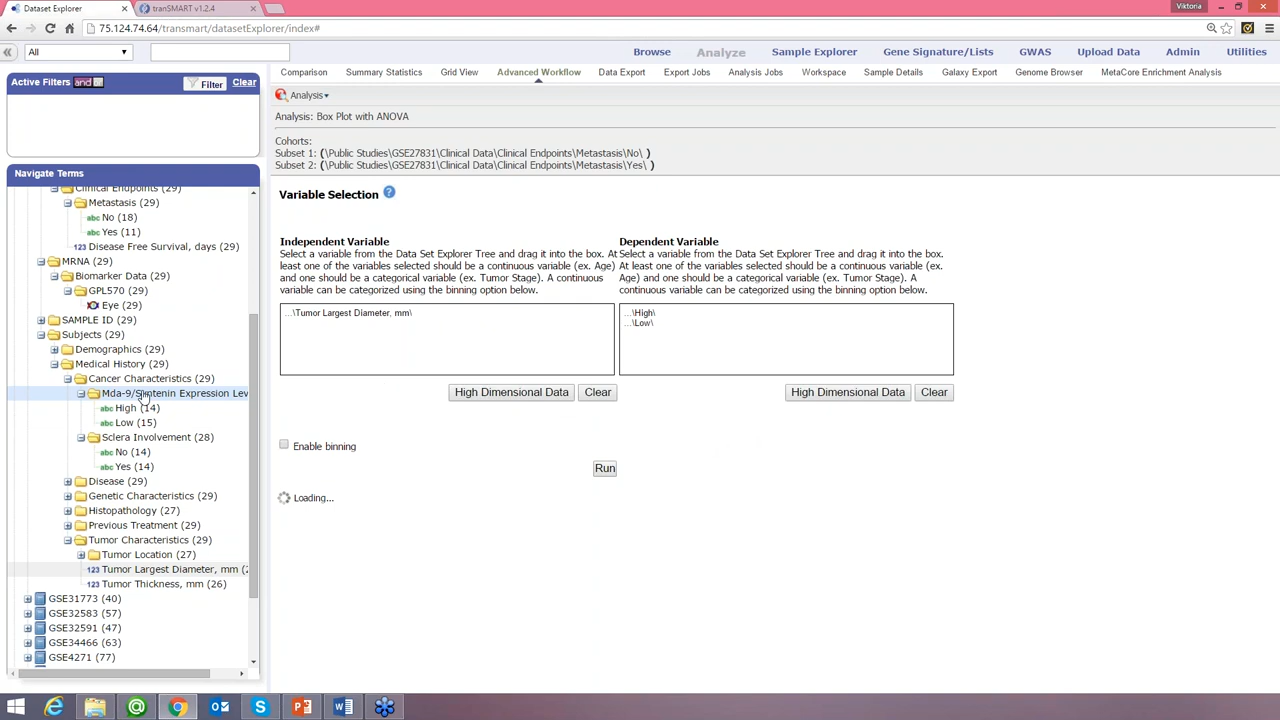 Dataset Explorer
transMART v1.2.4
Viktoria
75.124.74.64/transmart/datasetExplorer/index#
All
Browse Analyze Sample Explorer Gene Signature/Lists GWAS Upload Data Admin Utilities
Active Filters and Filter Clear
Comparison Summary Statistics Grid View Advanced Workflow Data Export Export Jobs Analysis Jobs Workspace Sample Details Galaxy Export Genome Browser MetaCore Enrichment Analysis
Analysis
Analysis: Box Plot with ANOVA
Cohorts:
Subset 1: (\Public Studies\GSE27831\Clinical Data\Clinical Endpoints\Metastasis\No\ )
Subset 2: (\Public Studies\GSE27831\Clinical Data\Clinical Endpoints\Metastasis\Yes\ )
Navigate Terms
Clinical Endpoints (29)
Metastasis (29)
abc No (18)
abc Yes (11)
123 Disease Free Survival, days (29)
MRNA (29)
Biomarker Data (29)
GPL570 (29)
Eye (29)
SAMPLE ID (29)
Subjects (29)
Demographics (29)
Medical History (29)
Cancer Characteristics (29)
Mda-9/Syntenin Expression Lev
abc High (14)
abc Low (15)
Sclera Involvement (28)
abc No (14)
abc Yes (14)
Disease (29)
Genetic Characteristics (29)
Histopathology (27)
Previous Treatment (29)
Tumor Characteristics (29)
Tumor Location (27)
123 Tumor Largest Diameter, mm (2
123 Tumor Thickness, mm (26)
GSE31773 (40)
GSE32583 (57)
GSE32591 (47)
GSE34466 (63)
GSE4271 (77)
Variable Selection ?
Independent Variable
Select a variable from the Data Set Explorer Tree and drag it into the box. At
least one of the variables selected should be a continuous variable (ex. Age)
and one should be a categorical variable (ex. Tumor Stage). A continuous
variable can be categorized using the binning option below.
...\Tumor Largest Diameter, mm\
High Dimensional Data Clear
Dependent Variable
Select a variable from the Data Set Explorer Tree and drag it into the box.
At least one of the variables selected should be a continuous variable (ex.
Age) and one should be a categorical variable (ex. Tumor Stage). A
continuous variable can be categorized using the binning option below.
...\High\
...\Low\
High Dimensional Data Clear
Enable binning
Run
Loading...